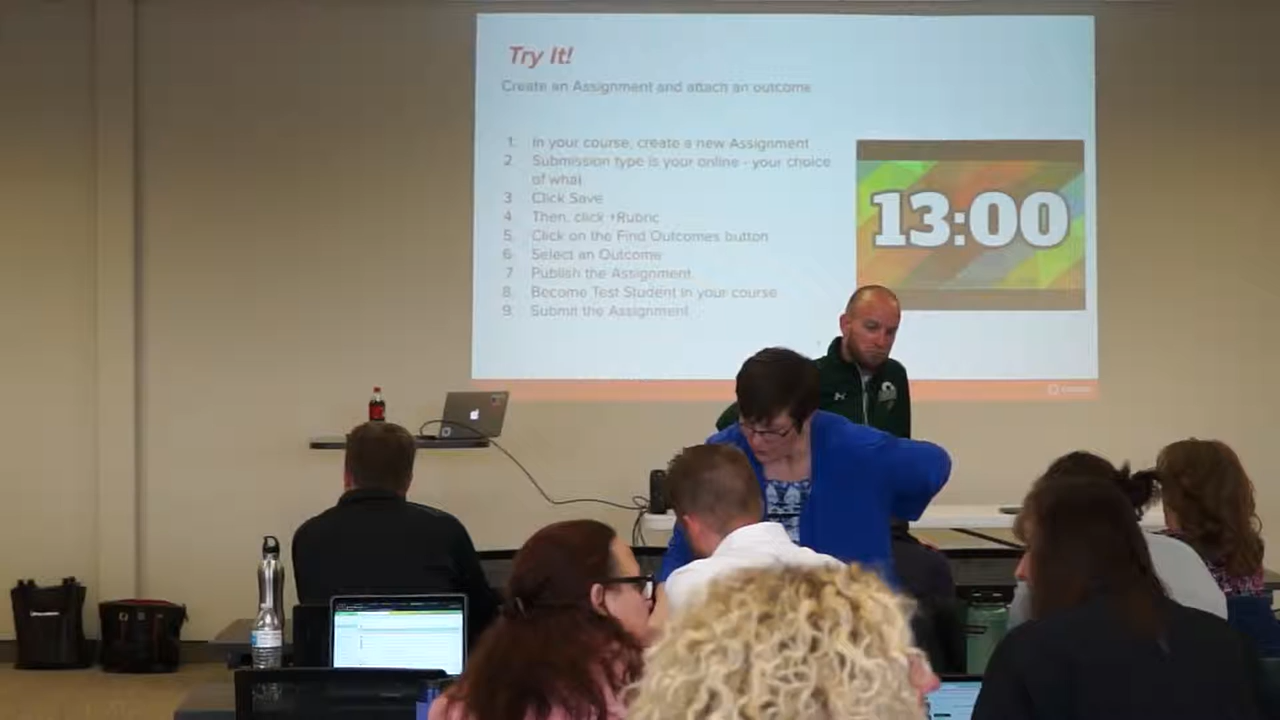 Try It!
Create an Assignment and attach an outcome
1. In your course, create a new Assignment
2. Submission type is your online - your choice
of what
3. Click Save
4. Then, click +Rubric
5. Click on the Find Outcomes button
6. Select an Outcome
7. Publish the Assignment
8. Become Test Student in your course
9. Submit the Assignment
13:00